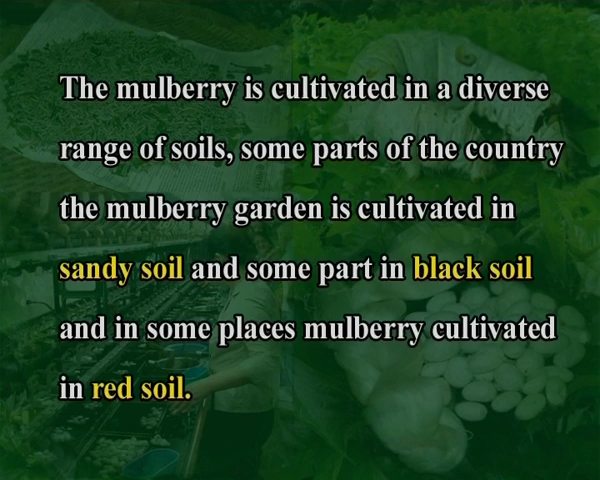 The mulberry is cultivated in a diverse
range of soils, some parts of the country
the mulberry garden is cultivated in
sandy soil and some part in black soil
and in some places mulberry cultivated
in red soil.